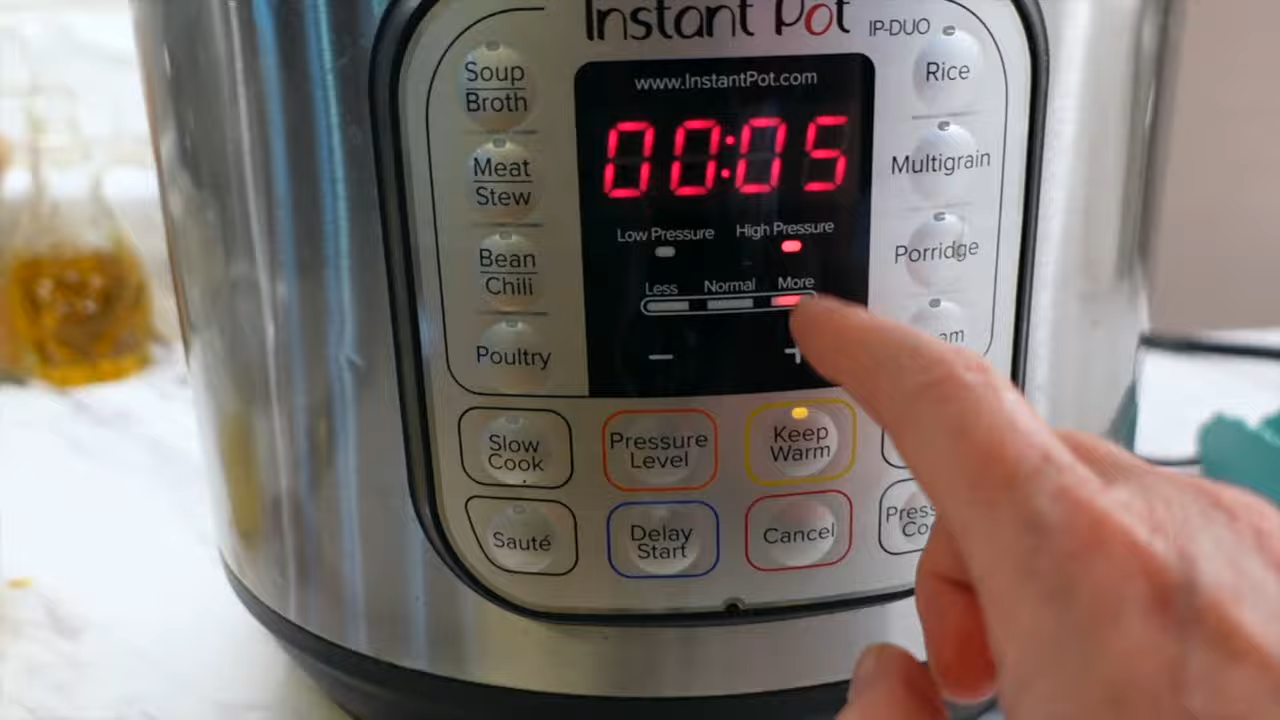 Instant Pot
IP-DUO
www.InstantPot.com
00:05
Low Pressure
High Pressure
Less
Normal
More
−
+
Soup
Broth
Meat
Stew
Bean
Chili
Poultry
Rice
Multigrain
Porridge
Slow
Cook
Pressure
Level
Keep
Warm
Sauté
Delay
Start
Cancel